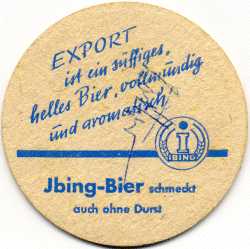 EXPORT
ist ein süffiges,
helles Bier, vollmundig
und aromatisch
i
IBING
Jbing-Bier schmeckt
auch ohne Durst